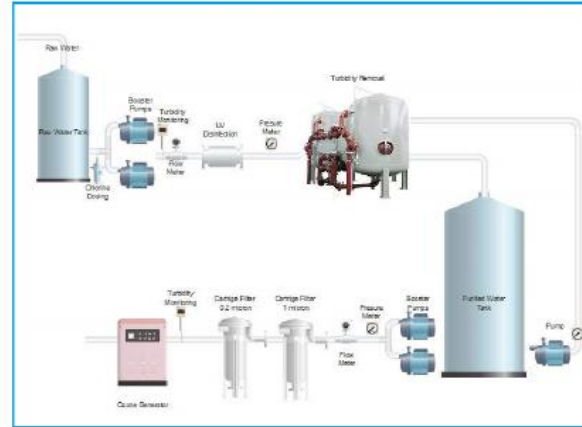 Raw Water
Raw Water Tank
Chlorine
Dosing
Booster
Pumps
Turbidity
Monitoring
Flow
Meter
UV
Disinfection
Pressure
Meter
Turbidity Removal
Turbidity
Monitoring
Cartrige Filter
0.2 micron
Cartrige Filter
1 micron
Pressure
Meter
Flow
Meter
Booster
Pumps
Purified Water
Tank
Pump
Ozone Generator